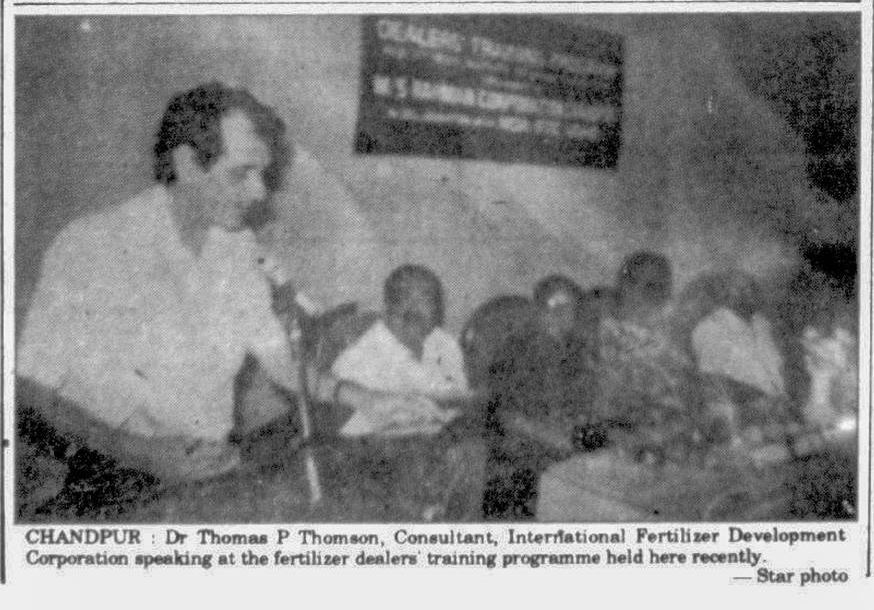 DEALERS' TRAINING
CHANDPUR : Dr Thomas P Thomson, Consultant, International Fertilizer Development
Corporation speaking at the fertilizer dealers' training programme held here recently.
— Star photo